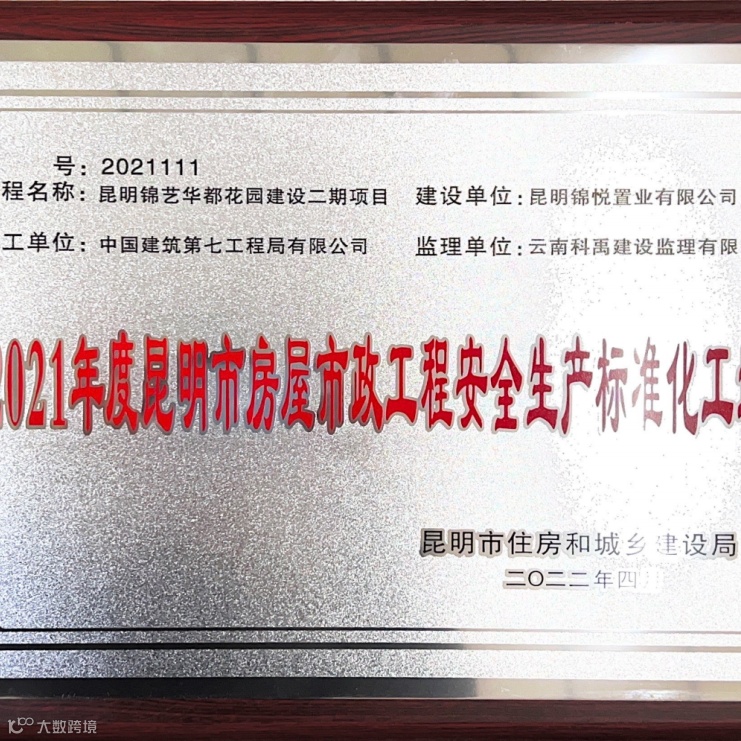 号：2021111
程名称：昆明锦艺华都花园建设二期项目 建设单位：昆明锦悦置业有限公司
工单位：中国建筑第七工程局有限公司 监理单位：云南科禹建设监理有限
2021年度昆明市房屋市政工程安全生产标准化工
昆明市住房和城乡建设局
二〇二二年四月
大数跨境